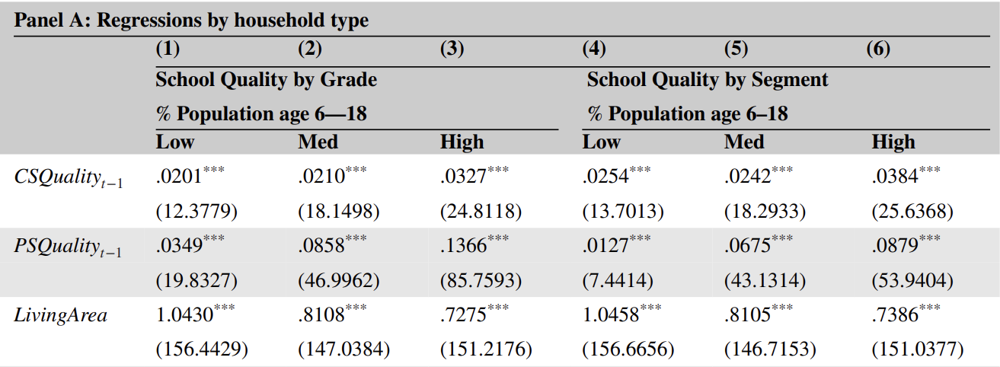 Panel A: Regressions by household type
(1) (2) (3) (4) (5) (6)
School Quality by Grade School Quality by Segment
% Population age 6—18 % Population age 6–18
Low Med High Low Med High
CSQuality t−1 .0201*** .0210*** .0327*** .0254*** .0242*** .0384***
(12.3779) (18.1498) (24.8118) (13.7013) (18.2933) (25.6368)
PSQuality t−1 .0349*** .0858*** .1366*** .0127*** .0675*** .0879***
(19.8327) (46.9962) (85.7593) (7.4414) (43.1314) (53.9404)
LivingArea 1.0430*** .8108*** .7275*** 1.0458*** .8105*** .7386***
(156.4429) (147.0384) (151.2176) (156.6656) (146.7153) (151.0377)